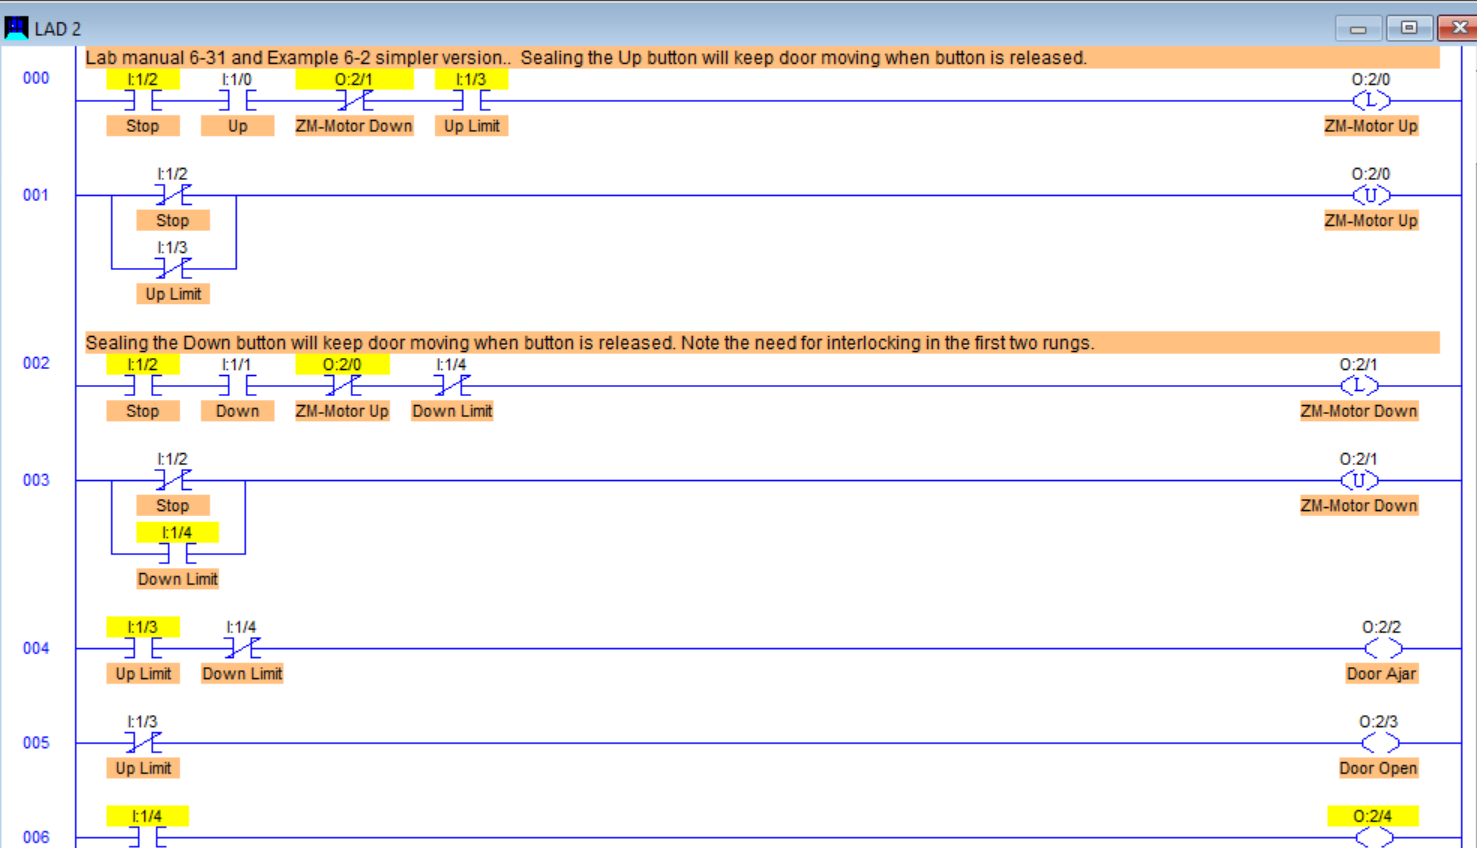 LAD 2
Lab manual 6-31 and Example 6-2 simpler version..  Sealing the Up button will keep door moving when button is released.
000 I:1/2 I:1/0 O:2/1 I:1/3 O:2/0
L
Stop Up ZM-Motor Down Up Limit ZM-Motor Up
I:1/2 O:2/0
001 U
Stop ZM-Motor Up
I:1/3
Up Limit
Sealing the Down button will keep door moving when button is released. Note the need for interlocking in the first two rungs.
002 I:1/2 I:1/1 O:2/0 I:1/4 O:2/1
L
Stop Down ZM-Motor Up Down Limit ZM-Motor Down
I:1/2 O:2/1
003 U
Stop ZM-Motor Down
I:1/4
Down Limit
I:1/3 I:1/4 O:2/2
004
Up Limit Down Limit Door Ajar
I:1/3 O:2/3
005
Up Limit Door Open
I:1/4 O:2/4
006